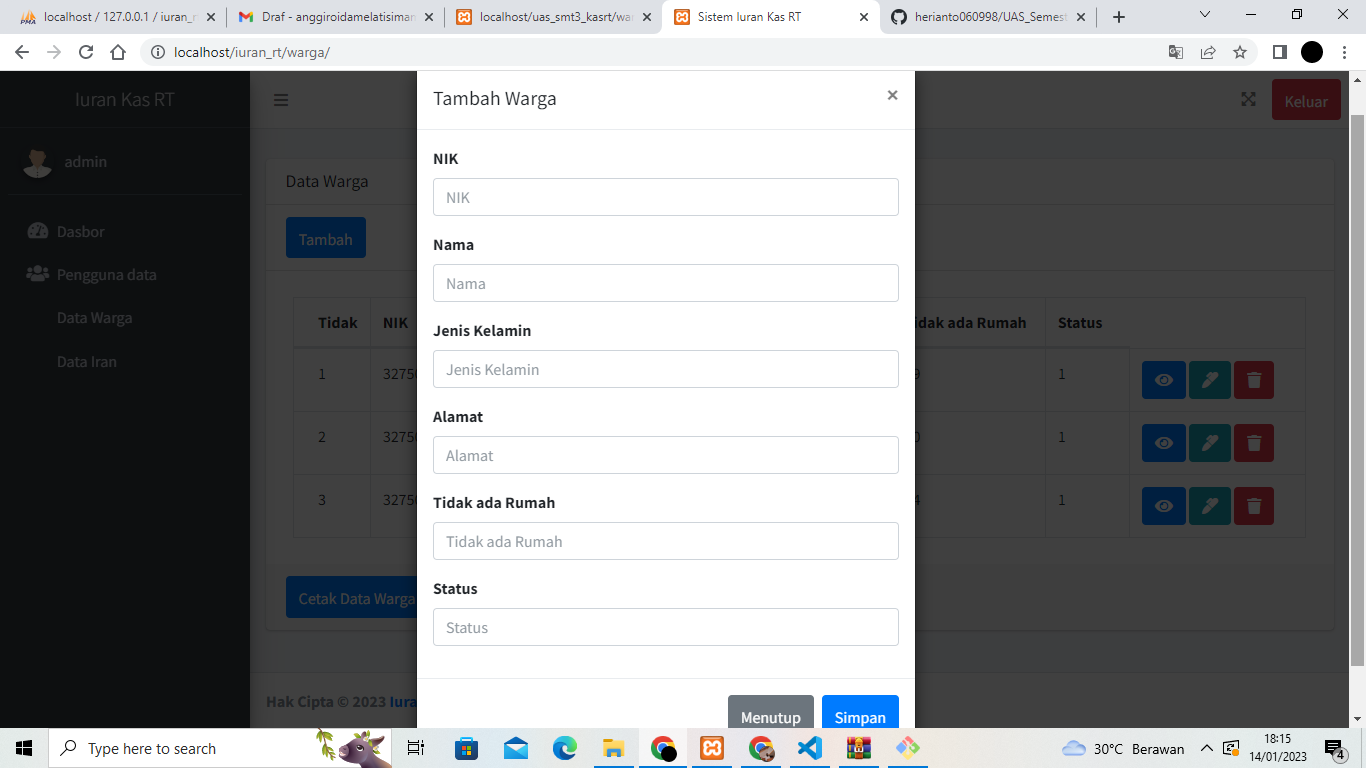 localhost / 127.0.0.1 / iuran_r
Draf - anggiroidamelatisiman
localhost/uas_smt3_kasrt/wa
Sistem Iuran Kas RT
herianto060998/UAS_Semest
localhost/iuran_rt/warga/
Iuran Kas RT
Keluar
admin
Dasbor
Pengguna data
Data Warga
Data Iran
Data Warga
Tambah
Tidak NIK idak ada Rumah Status
1 3275 9 1
2 3275 0 1
3 3275 4 1
Cetak Data Warga
Hak Cipta © 2023 Iura
Tambah Warga ×
NIK
NIK
Nama
Nama
Jenis Kelamin
Jenis Kelamin
Alamat
Alamat
Tidak ada Rumah
Tidak ada Rumah
Status
Status
Menutup Simpan
Type here to search
30°C Berawan
18:15
14/01/2023
4